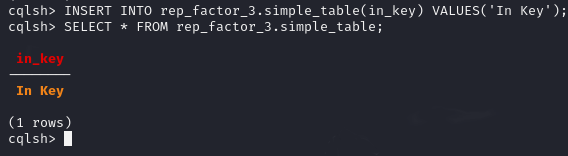 cqlsh> INSERT INTO rep_factor_3.simple_table(in_key) VALUES('In Key');
cqlsh> SELECT * FROM rep_factor_3.simple_table;
in_key
--------
In Key
(1 rows)
cqlsh>